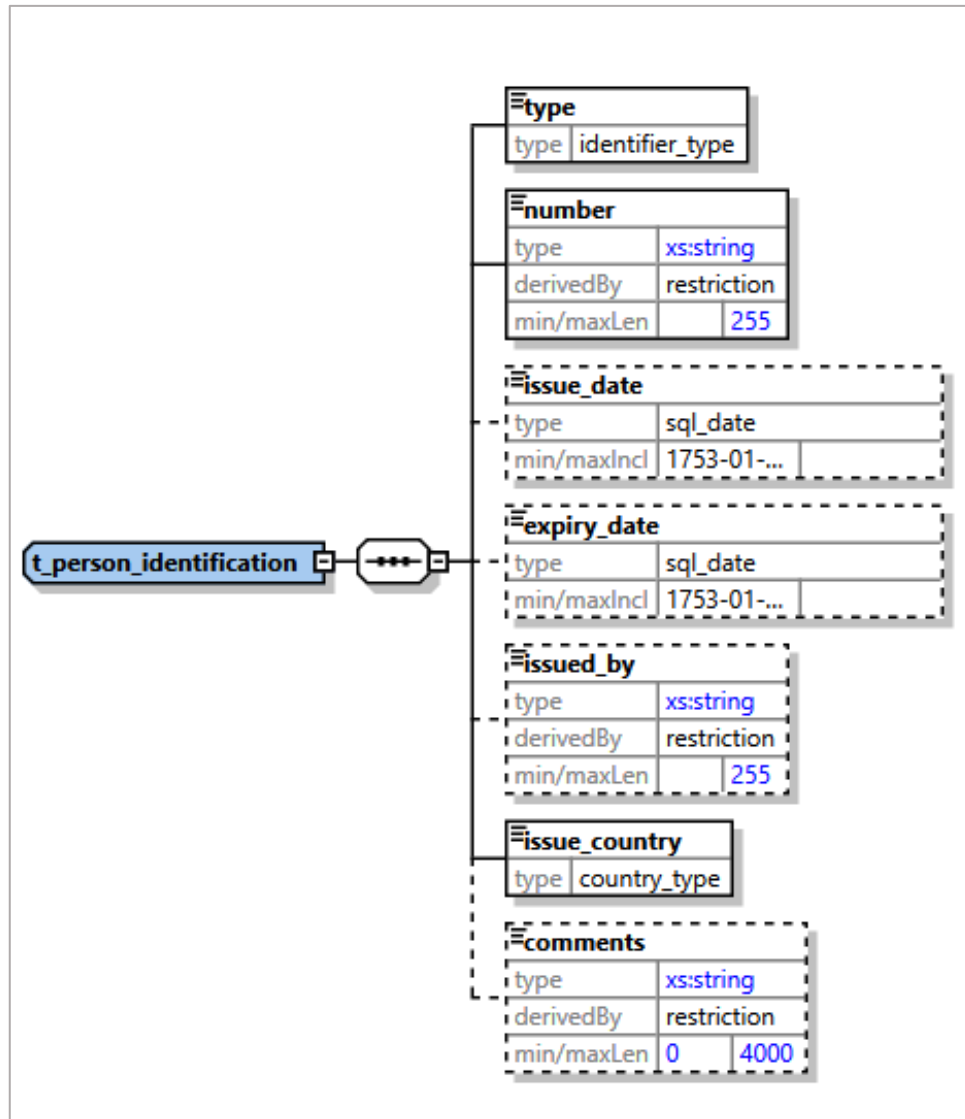 type
type identifier_type
number
type xs:string
derivedBy restriction
min/maxLen 255
issue_date
type sql_date
min/maxIncl 1753-01-...
t_person_identification
expiry_date
type sql_date
min/maxIncl 1753-01-...
issued_by
type xs:string
derivedBy restriction
min/maxLen 255
issue_country
type country_type
comments
type xs:string
derivedBy restriction
min/maxLen 0 4000